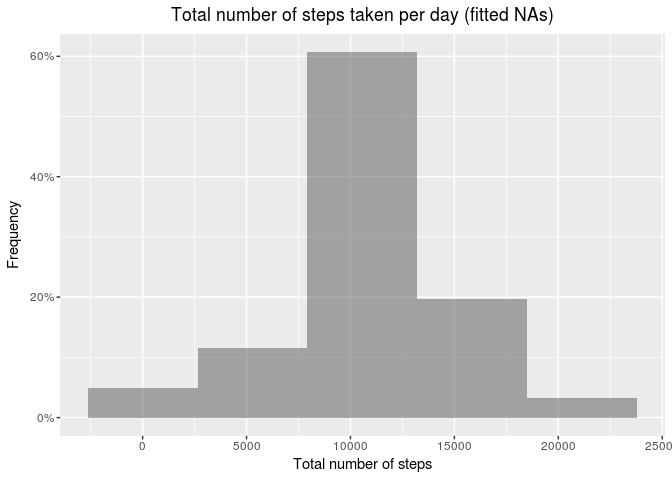 Total number of steps taken per day (fitted NAs)
60%
40%
20%
0%
Frequency
0 5000 10000 15000 20000 2500
Total number of steps